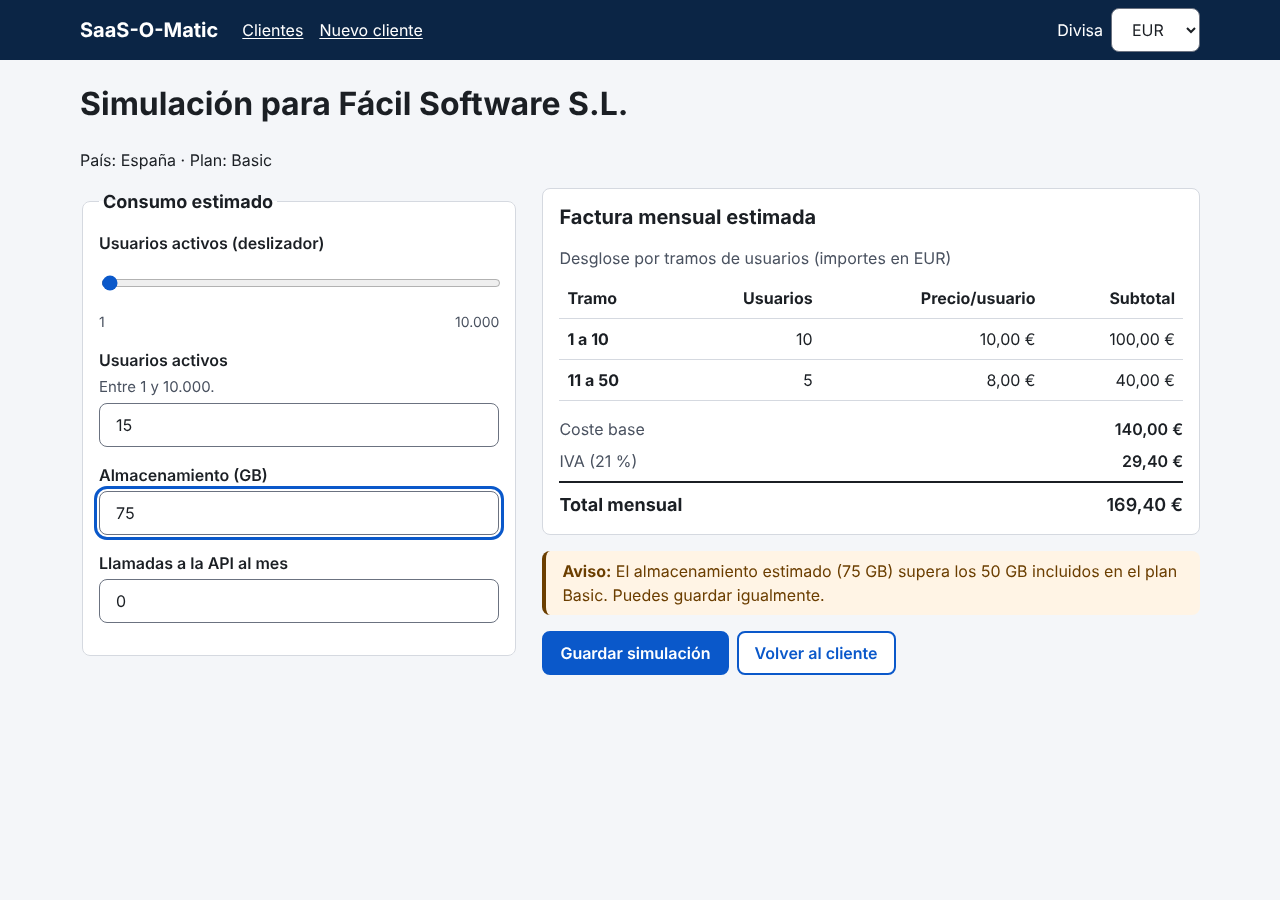 SaaS-O-Matic Clientes Nuevo cliente Divisa EUR
Simulación para Fácil Software S.L.
País: España · Plan: Basic
Consumo estimado
Usuarios activos (deslizador)
1 10.000
Usuarios activos
Entre 1 y 10.000.
15
Almacenamiento (GB)
75
Llamadas a la API al mes
0
Factura mensual estimada
Desglose por tramos de usuarios (importes en EUR)
Tramo Usuarios Precio/usuario Subtotal
1 a 10 10 10,00 € 100,00 €
11 a 50 5 8,00 € 40,00 €
Coste base 140,00 €
IVA (21 %) 29,40 €
Total mensual 169,40 €
Aviso: El almacenamiento estimado (75 GB) supera los 50 GB incluidos en el plan
Basic. Puedes guardar igualmente.
Guardar simulación Volver al cliente